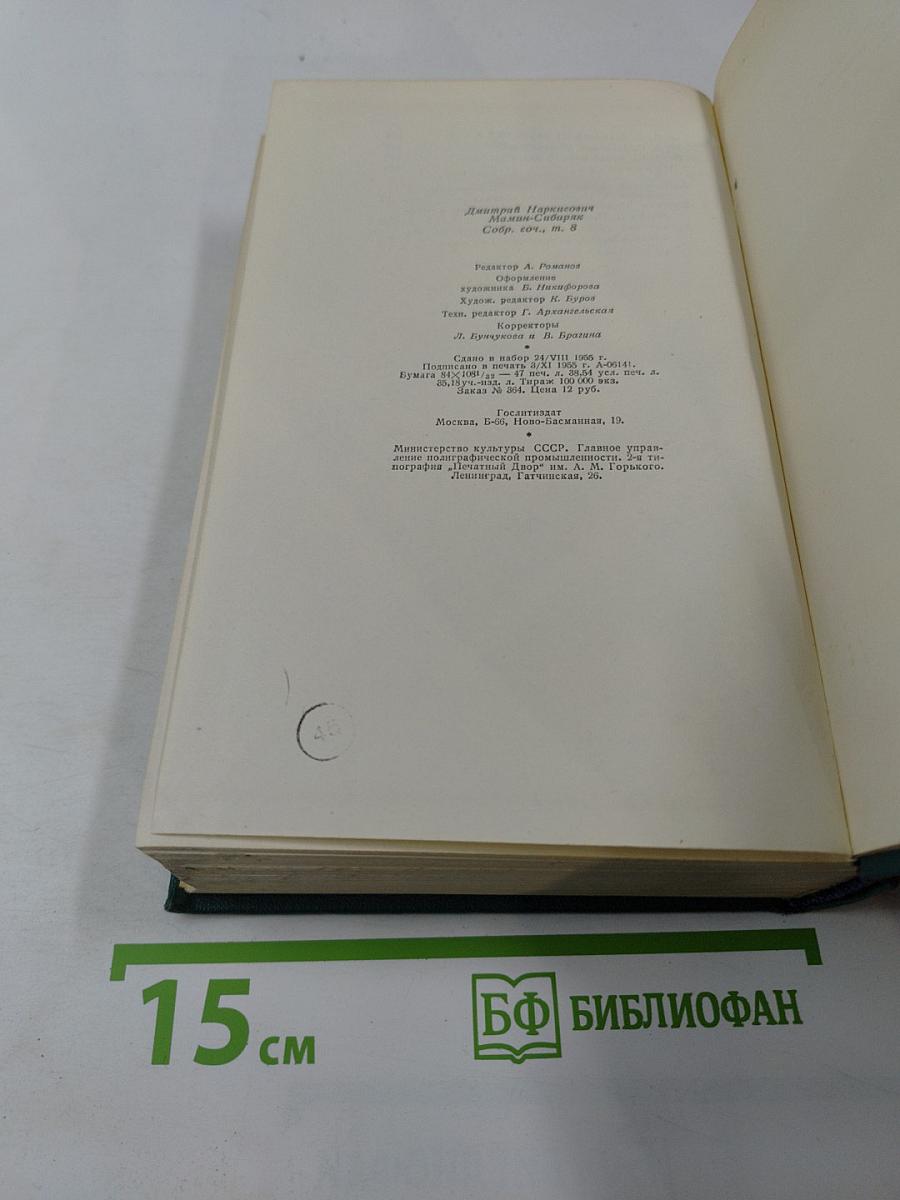 Дмитрий Наркисович
Мамин-Сибиряк
Собр. соч., т. 8
Редактор А. Романов
Оформление
художника Б. Никифорова
Худож. редактор К. Буров
Техн. редактор Г. Архангельская
Корректоры
Л. Бунчукова и В. Брагина
*
Сдано в набор 24/VIII 1955 г.
Подписано в печать 3/XI 1955 г. А-06141.
Бумага 84×108¹/₃₂ — 47 печ. л. 38,54 усл. печ. л.
35,18 уч.-изд. л. Тираж 100 000 экз.
Заказ № 364. Цена 12 руб.
Гослитиздат
Москва, Б-66, Ново-Басманная, 19.
*
Министерство культуры СССР. Главное управ-
ление полиграфической промышленности. 2-я ти-
пография „Печатный Двор“ им. А. М. Горького.
Ленинград, Гатчинская, 26.
15 см
БФ БИБЛИОФАН